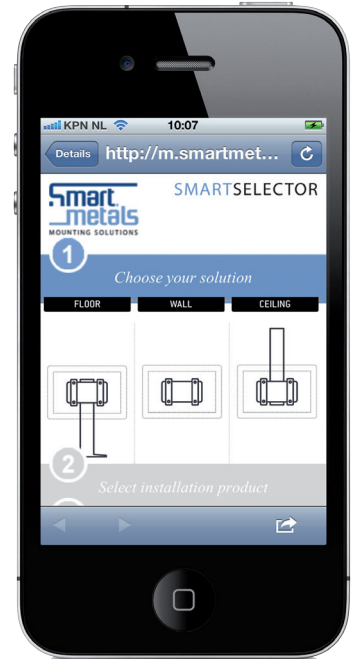 KPN NL 10:07
Details http://m.smartmet...
Smart
metals
MOUNTING SOLUTIONS
SMARTSELECTOR
1
Choose your solution
FLOOR WALL CEILING
2
Select installation product